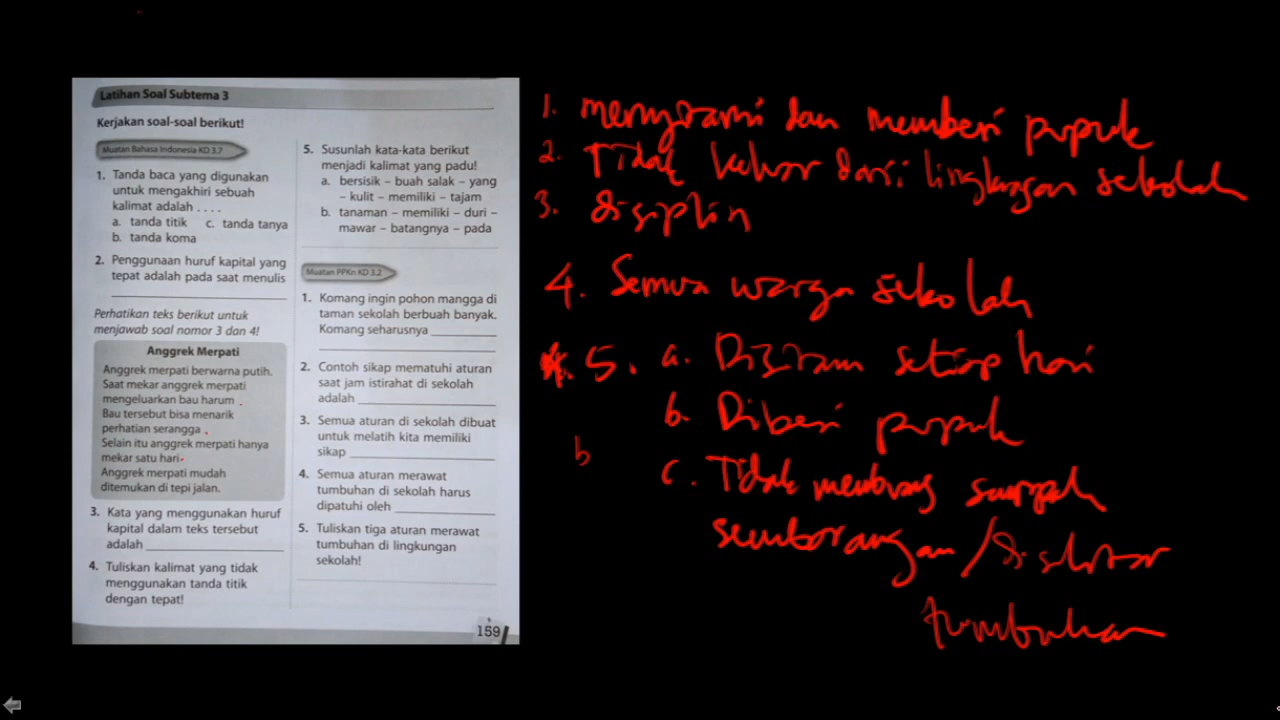 Latihan Soal Subtema 3
Kerjakan soal-soal berikut!
Muatan Bahasa Indonesia KD 3.7
1. Tanda baca yang digunakan
untuk mengakhiri sebuah
kalimat adalah . . . .
a. tanda titik c. tanda tanya
b. tanda koma
2. Penggunaan huruf kapital yang
tepat adalah pada saat menulis
Perhatikan teks berikut untuk
menjawab soal nomor 3 dan 4!
Anggrek Merpati
Anggrek merpati berwarna putih.
Saat mekar anggrek merpati
mengeluarkan bau harum .
Bau tersebut bisa menarik
perhatian serangga .
Selain itu anggrek merpati hanya
mekar satu hari.
Anggrek merpati mudah
ditemukan di tepi jalan.
3. Kata yang menggunakan huruf
kapital dalam teks tersebut
adalah
4. Tuliskan kalimat yang tidak
menggunakan tanda titik
dengan tepat!
5. Susunlah kata-kata berikut
menjadi kalimat yang padu!
a. bersisik – buah salak – yang
– kulit – memiliki – tajam
b. tanaman – memiliki – duri –
mawar – batangnya – pada
Muatan PPKn KD 3.2
1. Komang ingin pohon mangga di
taman sekolah berbuah banyak.
Komang seharusnya
2. Contoh sikap mematuhi aturan
saat jam istirahat di sekolah
adalah
3. Semua aturan di sekolah dibuat
untuk melatih kita memiliki
sikap
4. Semua aturan merawat
tumbuhan di sekolah harus
dipatuhi oleh
5. Tuliskan tiga aturan merawat
tumbuhan di lingkungan
sekolah!
159
1. menyirami dan memberi pupuk
2. Tidak keluar dari lingkungan sekolah
3. disiplin
4. Semua warga sekolah
5. a. Disiram setiap hari
b. Diberi pupuk
b
c. Tidak membuang sampah
sembarangan / di sekitar
tumbuhan